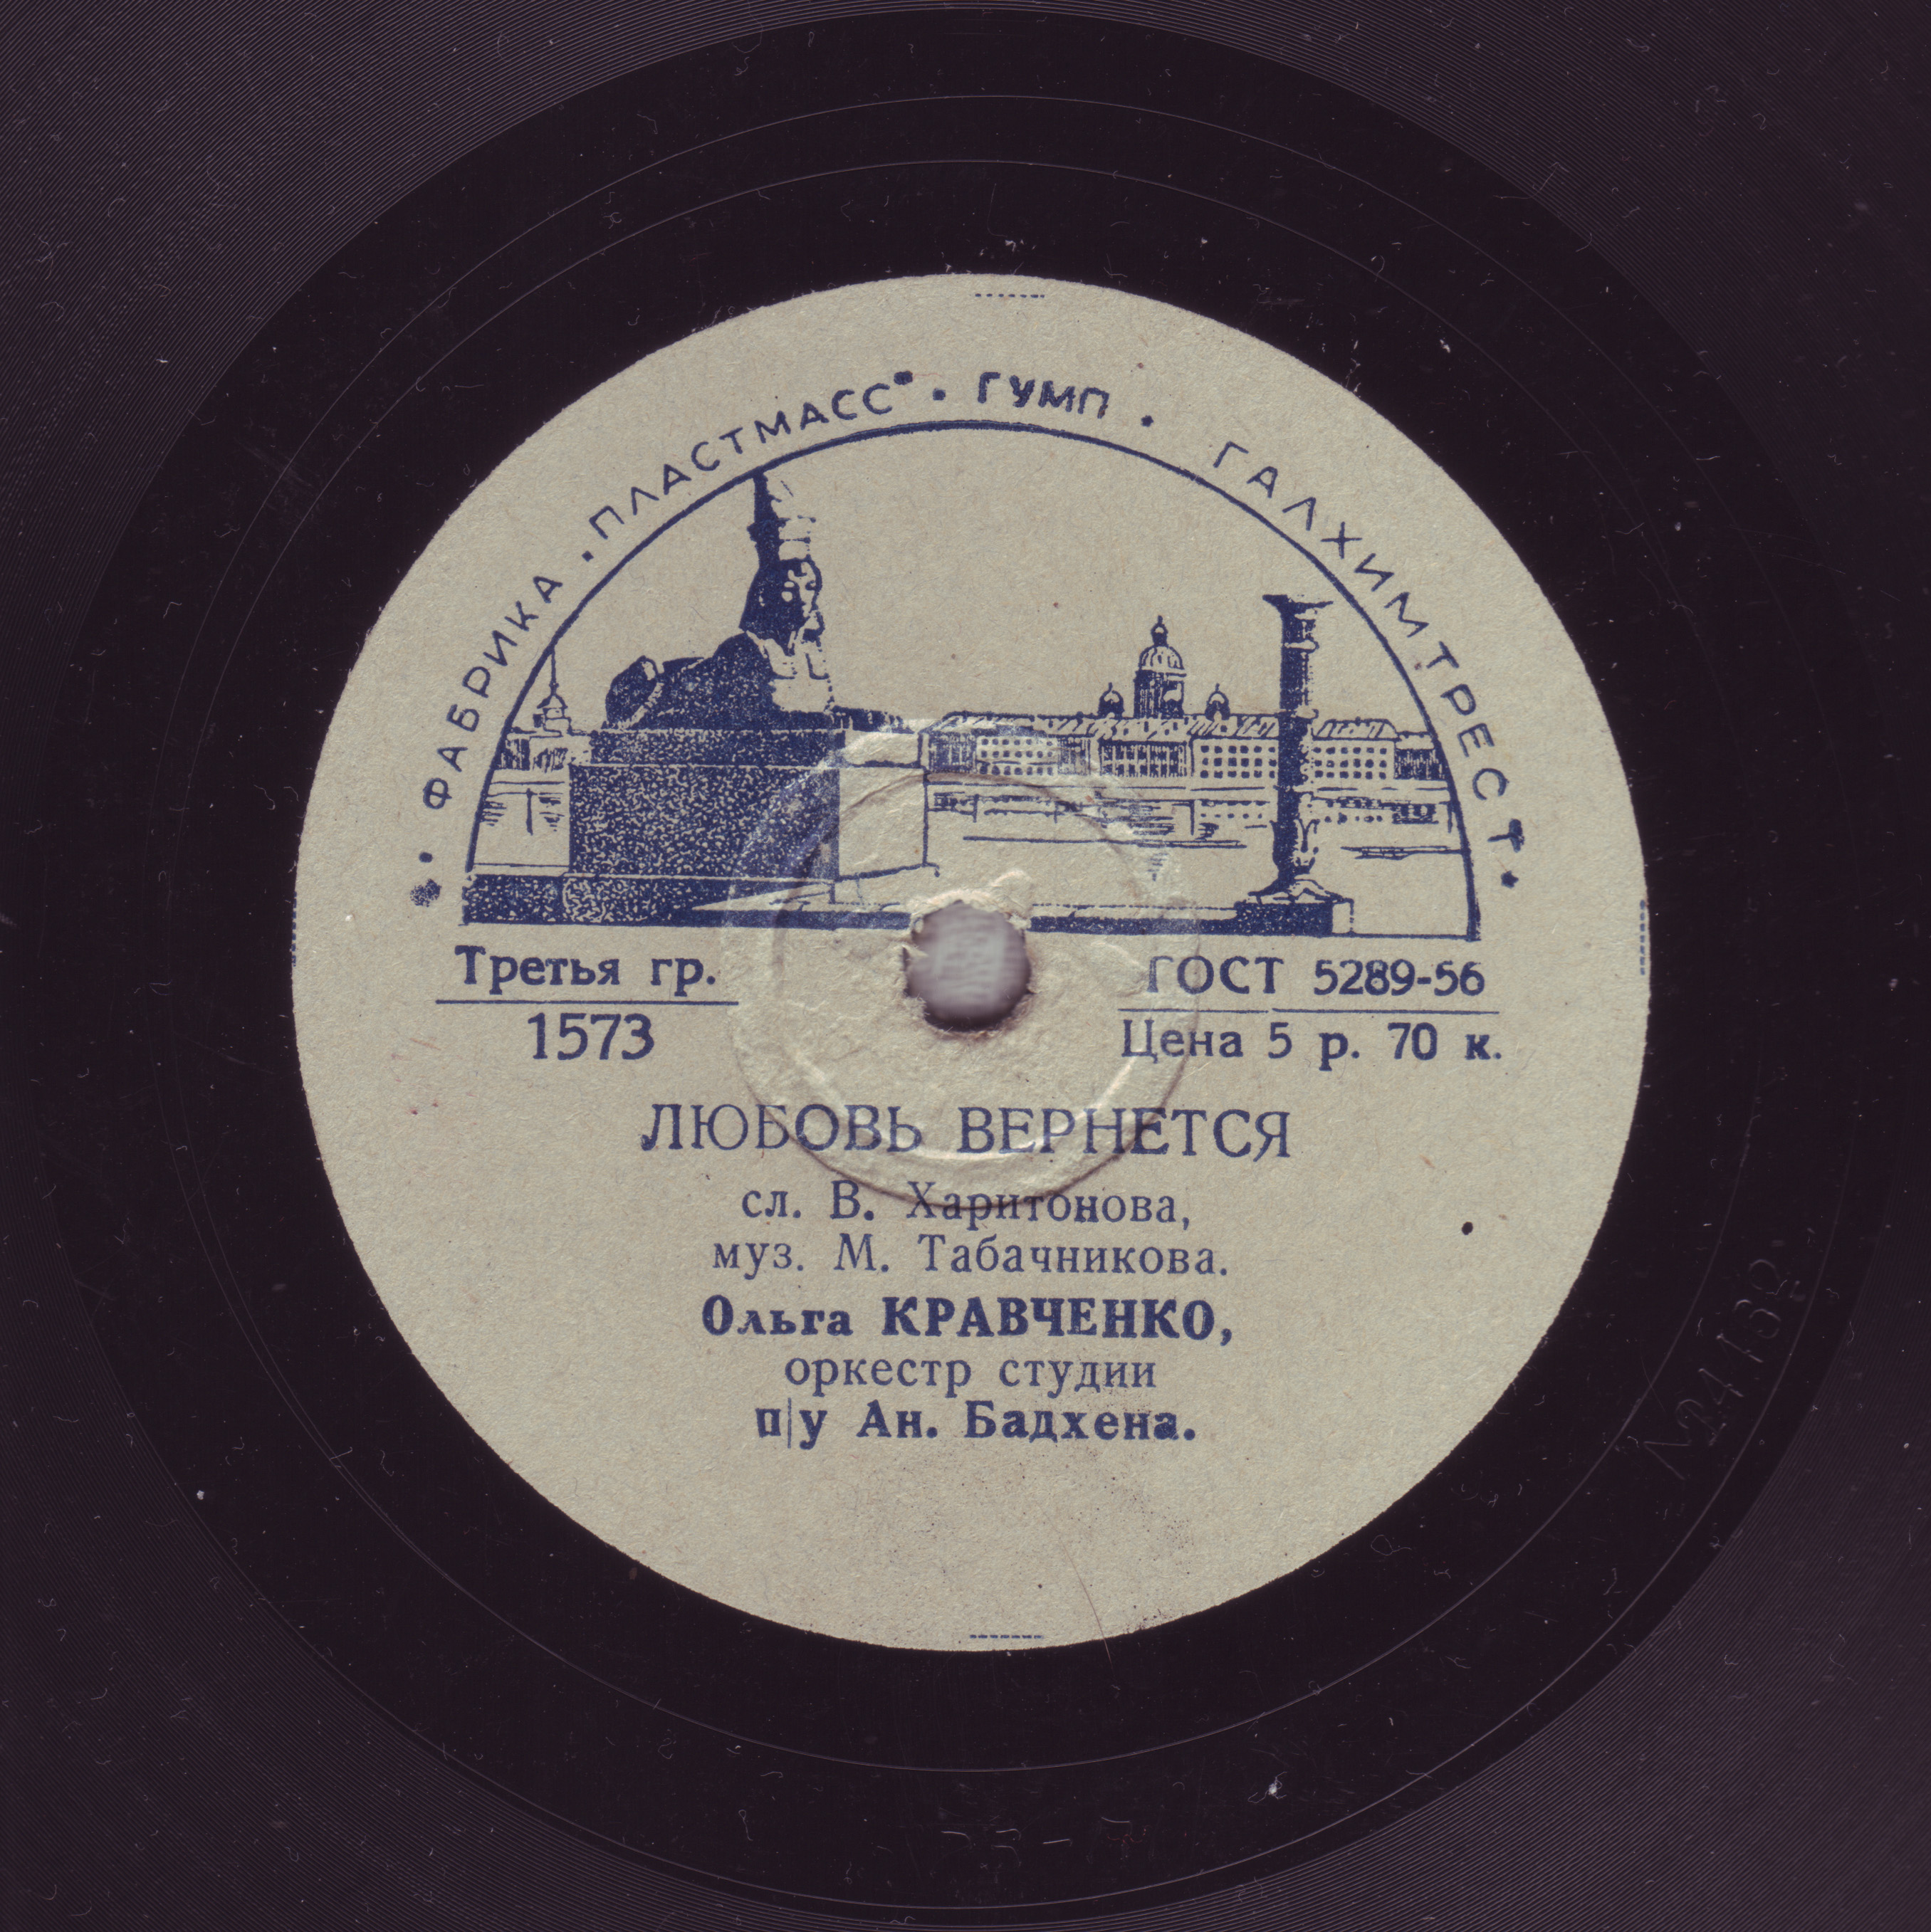 • ФАБРИКА „ПЛАСТМАСС" • ГУМП • ГАЛХИМТРЕСТ •
Третья гр.
1573
ГОСТ 5289-56
Цена 5 р. 70 к.
ЛЮБОВЬ ВЕРНЕТСЯ
сл. В. Харитонова,
муз. М. Табачникова.
Ольга КРАВЧЕНКО,
оркестр студии
п/у Ан. Бадхена.